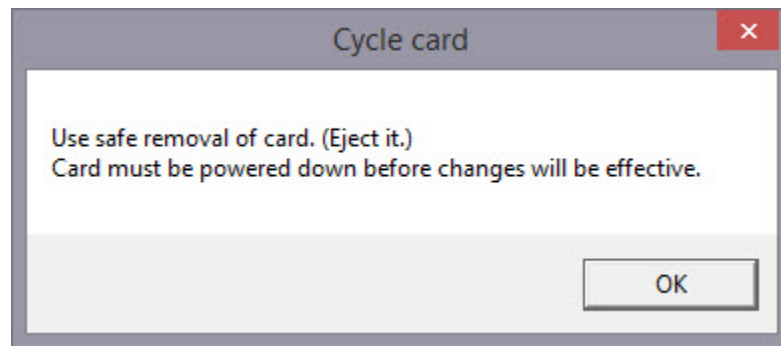 Cycle card
Use safe removal of card. (Eject it.)
Card must be powered down before changes will be effective.
OK